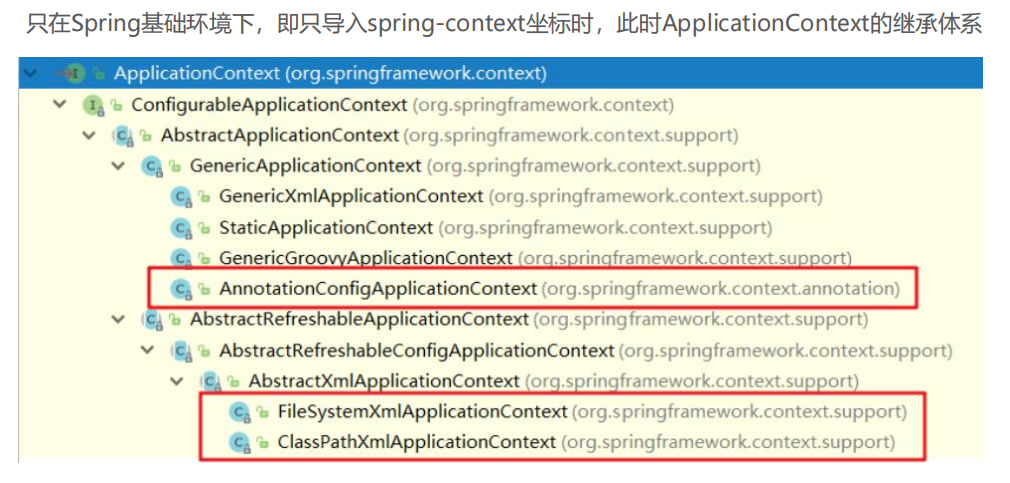 只在Spring基础环境下，即只导入spring-context坐标时，此时ApplicationContext的继承体系
ApplicationContext (org.springframework.context)
ConfigurableApplicationContext (org.springframework.context)
AbstractApplicationContext (org.springframework.context.support)
GenericApplicationContext (org.springframework.context.support)
GenericXmlApplicationContext (org.springframework.context.support)
StaticApplicationContext (org.springframework.context.support)
GenericGroovyApplicationContext (org.springframework.context.support)
AnnotationConfigApplicationContext (org.springframework.context.annotation)
AbstractRefreshableApplicationContext (org.springframework.context.support)
AbstractRefreshableConfigApplicationContext (org.springframework.context.support)
AbstractXmlApplicationContext (org.springframework.context.support)
FileSystemXmlApplicationContext (org.springframework.context.support)
ClassPathXmlApplicationContext (org.springframework.context.support)